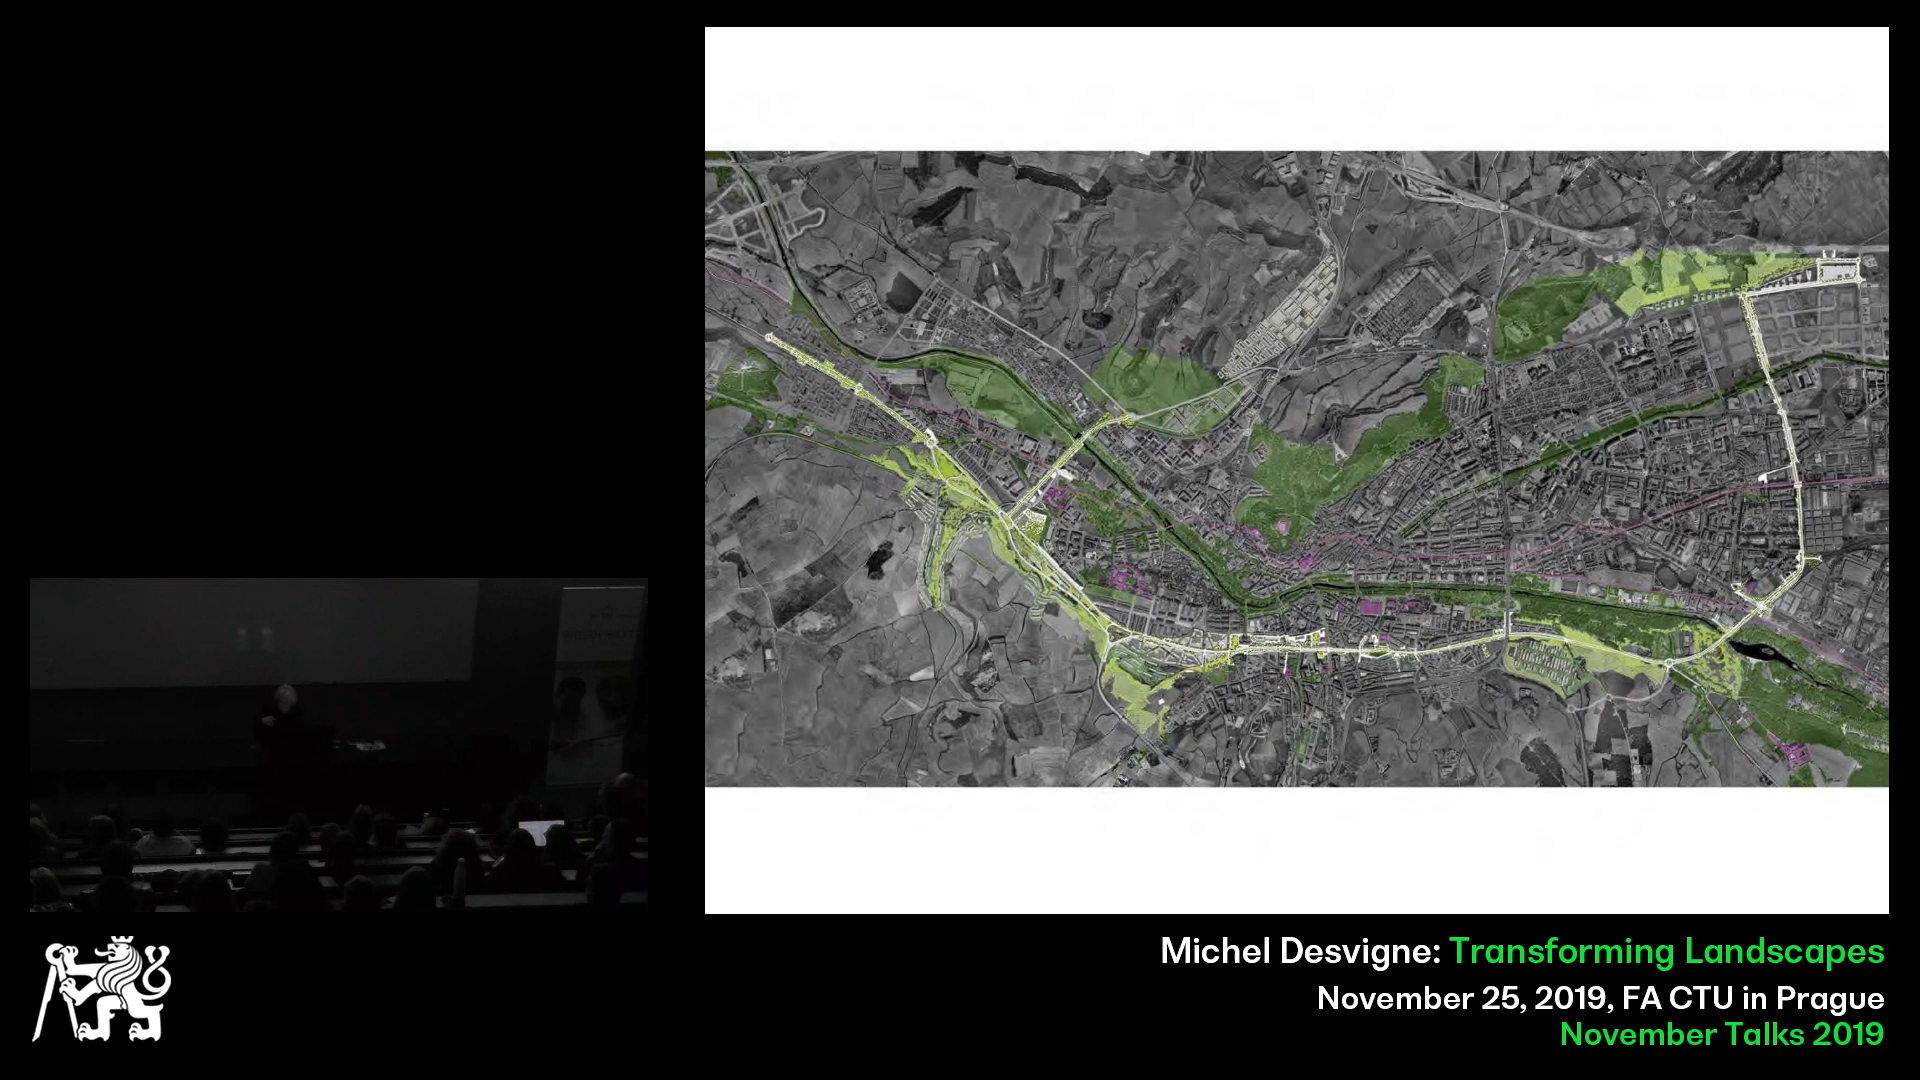 Michel Desvigne: Transforming Landscapes
November 25, 2019, FA CTU in Prague
November Talks 2019